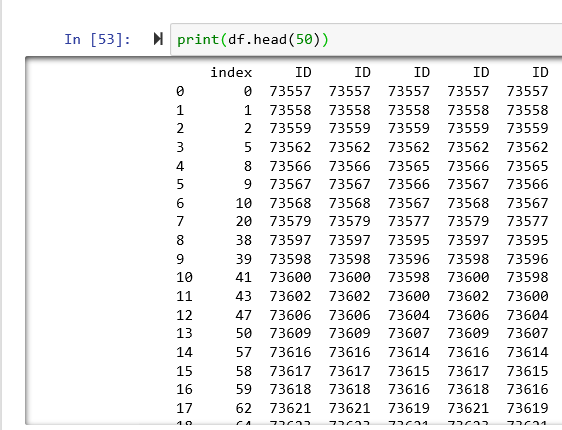 In [53]: print(df.head(50))
index ID ID ID ID ID
0 0 73557 73557 73557 73557 73557
1 1 73558 73558 73558 73558 73558
2 2 73559 73559 73559 73559 73559
3 5 73562 73562 73562 73562 73562
4 8 73566 73566 73565 73566 73565
5 9 73567 73567 73566 73567 73566
6 10 73568 73568 73567 73568 73567
7 20 73579 73579 73577 73579 73577
8 38 73597 73597 73595 73597 73595
9 39 73598 73598 73596 73598 73596
10 41 73600 73600 73598 73600 73598
11 43 73602 73602 73600 73602 73600
12 47 73606 73606 73604 73606 73604
13 50 73609 73609 73607 73609 73607
14 57 73616 73616 73614 73616 73614
15 58 73617 73617 73615 73617 73615
16 59 73618 73618 73616 73618 73616
17 62 73621 73621 73619 73621 73619